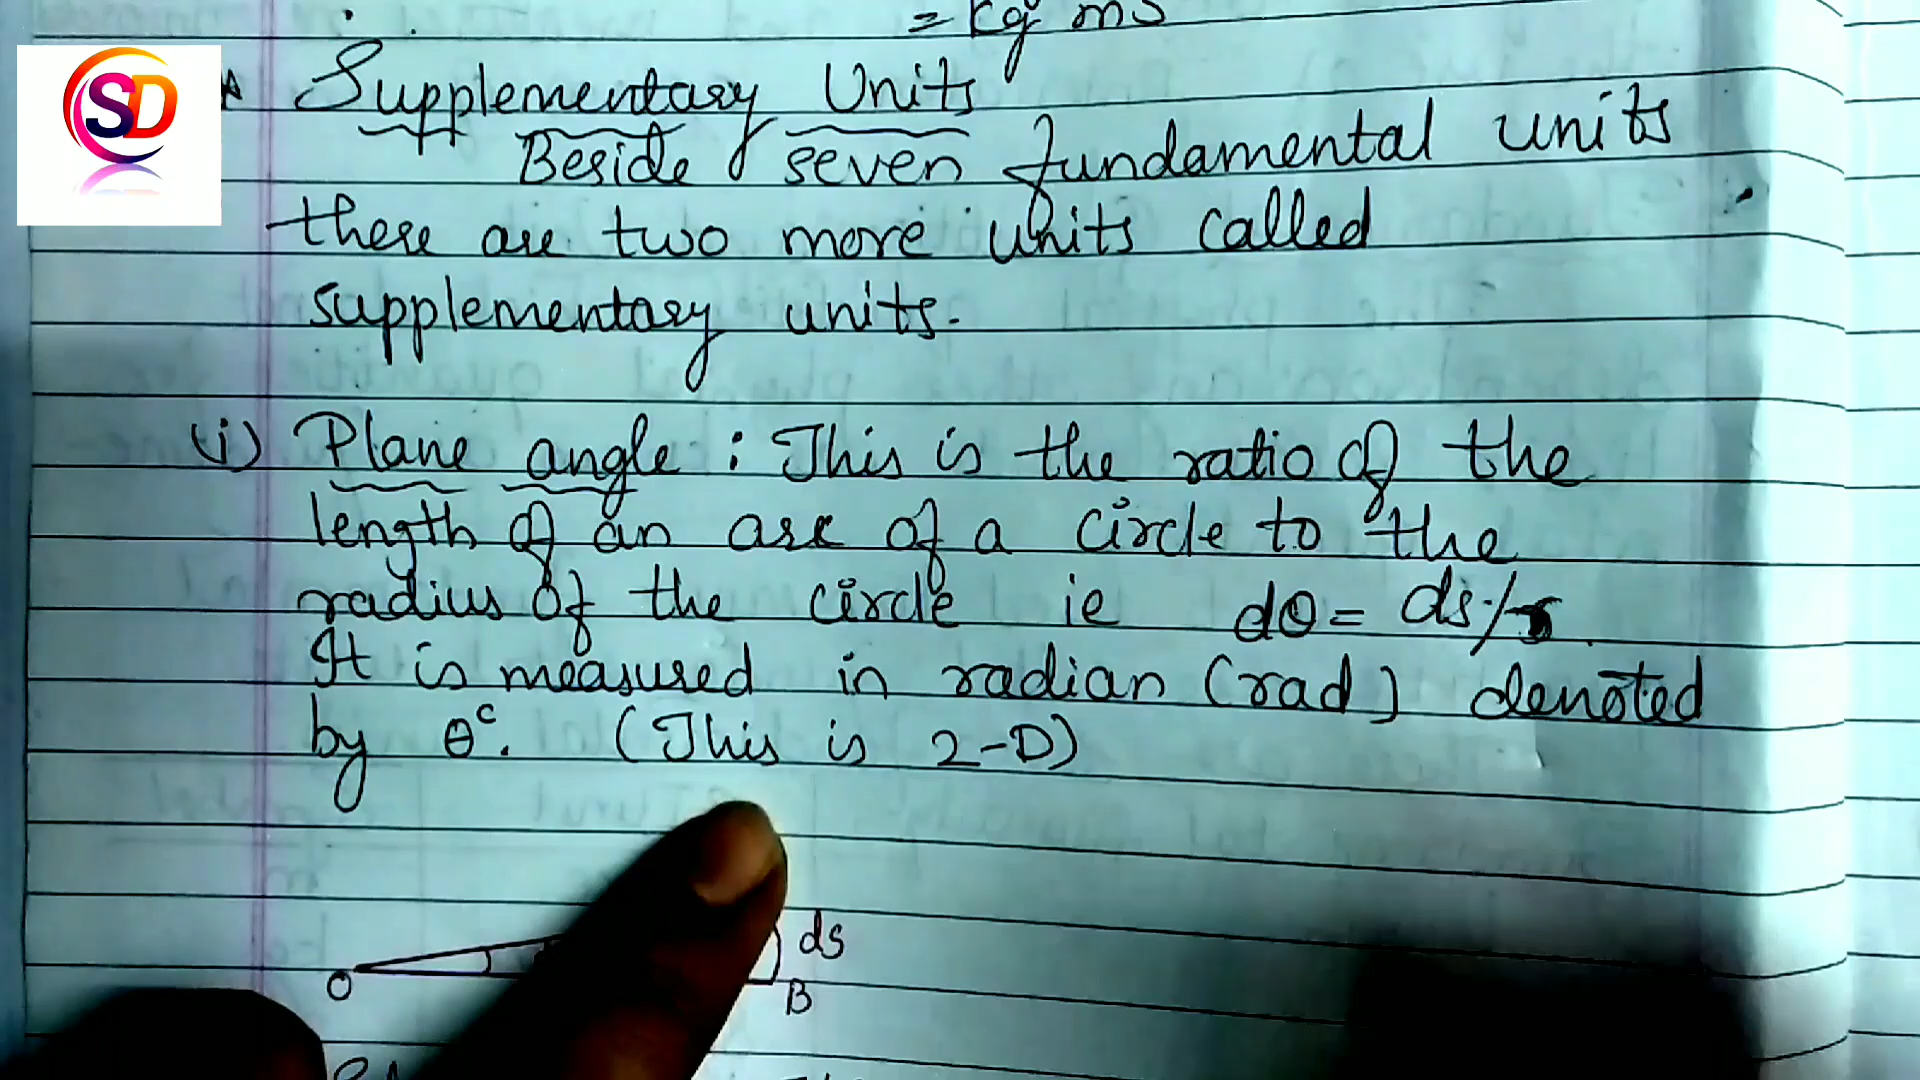 = kg ms
SD
Supplementary Units
Beside seven fundamental units
there are two more units called
supplementary units.
(i) Plane angle : This is the ratio of the
length of an arc of a circle to the
radius of the circle ie dθ = ds/r
It is measured in radian (rad) denoted
by θᶜ. (This is 2-D)
ds
O
B